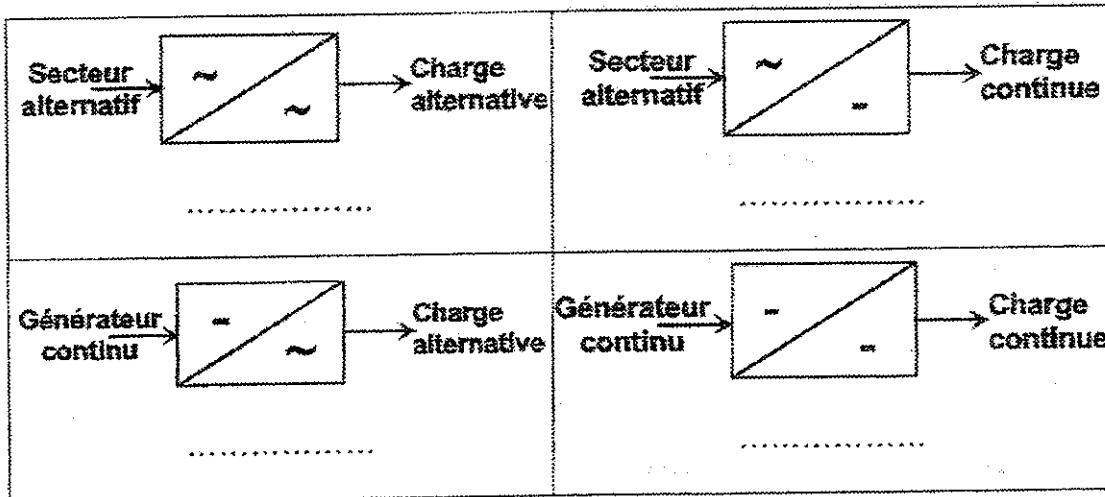 Secteur
alternatif
~
~
Charge
alternative
....................
Secteur
alternatif
~
-
Charge
continue
....................
Générateur
continu
-
~
Charge
alternative
....................
Générateur
continu
-
-
Charge
continue
....................